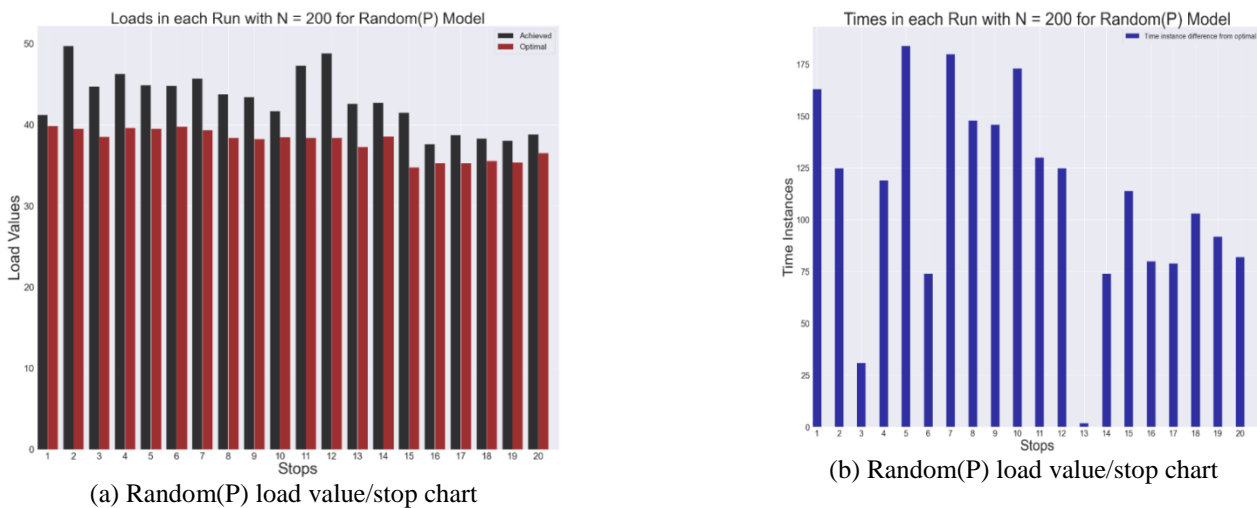 Loads in each Run with N = 200 for Random(P) Model
Achieved
Optimal
50
40
30
20
10
0
Load Values
1 2 3 4 5 6 7 8 9 10 11 12 13 14 15 16 17 18 19 20
Stops
(a) Random(P) load value/stop chart
Times in each Run with N = 200 for Random(P) Model
Time instance difference from optimal
175
150
125
100
75
50
25
0
Time Instances
1 2 3 4 5 6 7 8 9 10 11 12 13 14 15 16 17 18 19 20
Stops
(b) Random(P) load value/stop chart